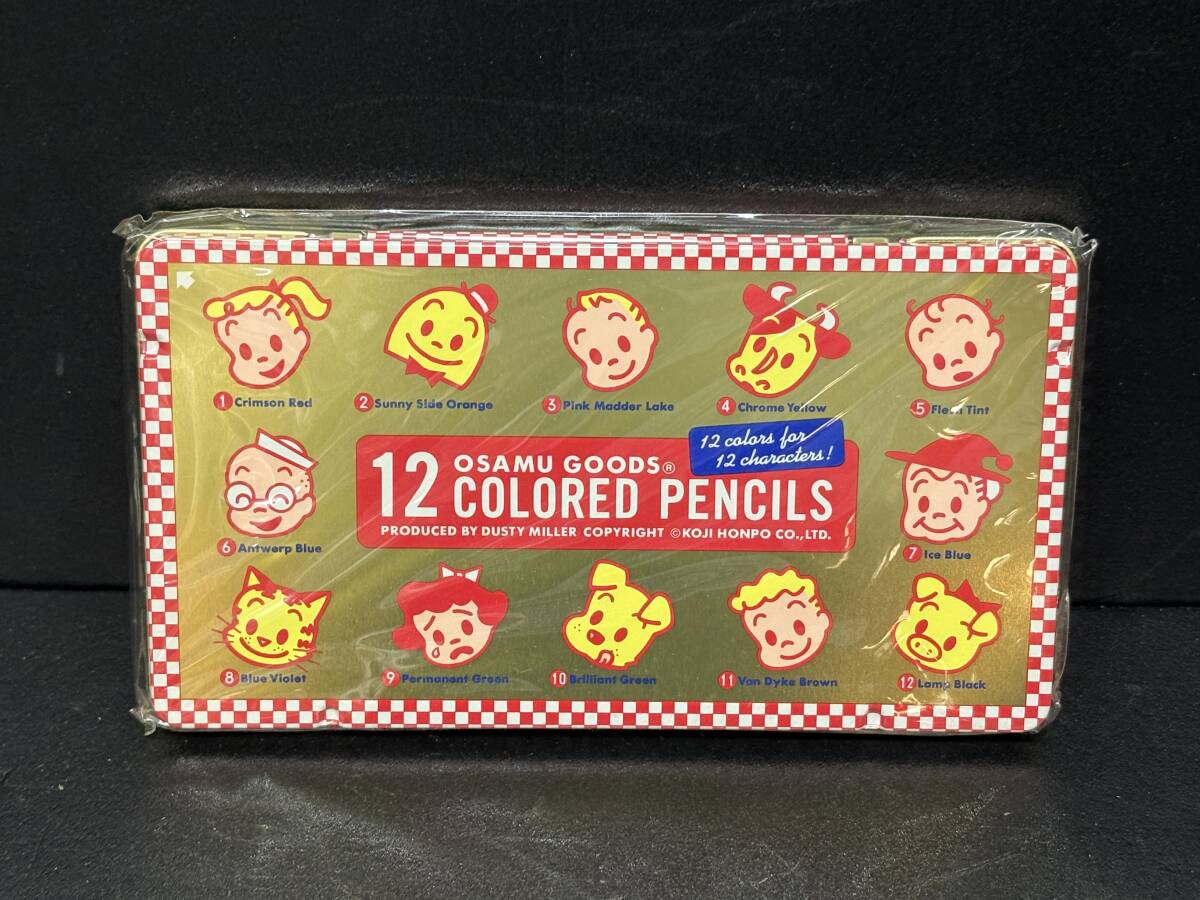 1 Crimson Red
2 Sunny Side Orange
3 Pink Madder Lake
4 Chrome Yellow
5 Flesh Tint
12 colors for
12 characters!
12 OSAMU GOODS®
COLORED PENCILS
PRODUCED BY DUSTY MILLER COPYRIGHT ©KOJI HONPO CO.,LTD.
6 Antwerp Blue
7 Ice Blue
8 Blue Violet
9 Permanent Green
10 Brilliant Green
11 Van Dyke Brown
12 Lamp Black